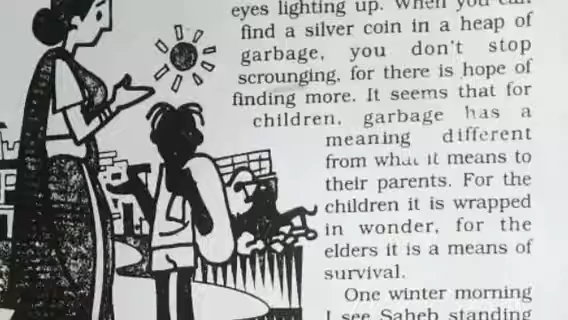 eyes lighting up. When you can
find a silver coin in a heap of
garbage, you don't stop
scrounging, for there is hope of
finding more. It seems that for
children, garbage has a
meaning different
from what it means to
their parents. For the
children it is wrapped
in wonder, for the
elders it is a means of
survival.
One winter morning
I see Saheb standing